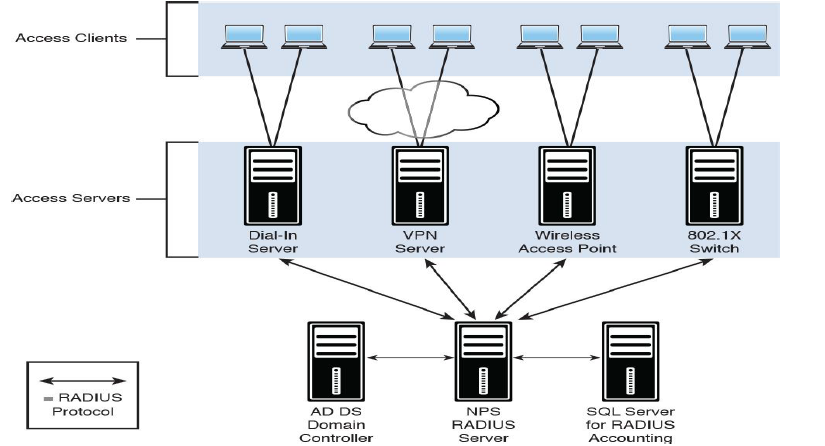 Access Clients
Access Servers
Dial-In
Server
VPN
Server
Wireless
Access Point
802.1X
Switch
= RADIUS
Protocol
AD DS
Domain
Controller
NPS
RADIUS
Server
SQL Server
for RADIUS
Accounting